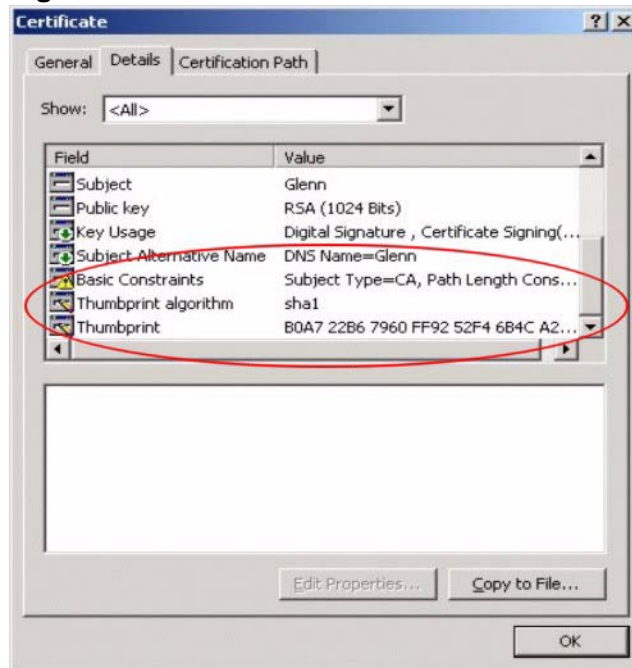 Certificate
General Details Certification Path
Show: <All>
Field Value
Subject Glenn
Public key RSA (1024 Bits)
Key Usage Digital Signature , Certificate Signing(...
Subject Alternative Name DNS Name=Glenn
Basic Constraints Subject Type=CA, Path Length Cons...
Thumbprint algorithm sha1
Thumbprint B0A7 22B6 7960 FF92 52F4 6B4C A2...
Edit Properties... Copy to File...
OK